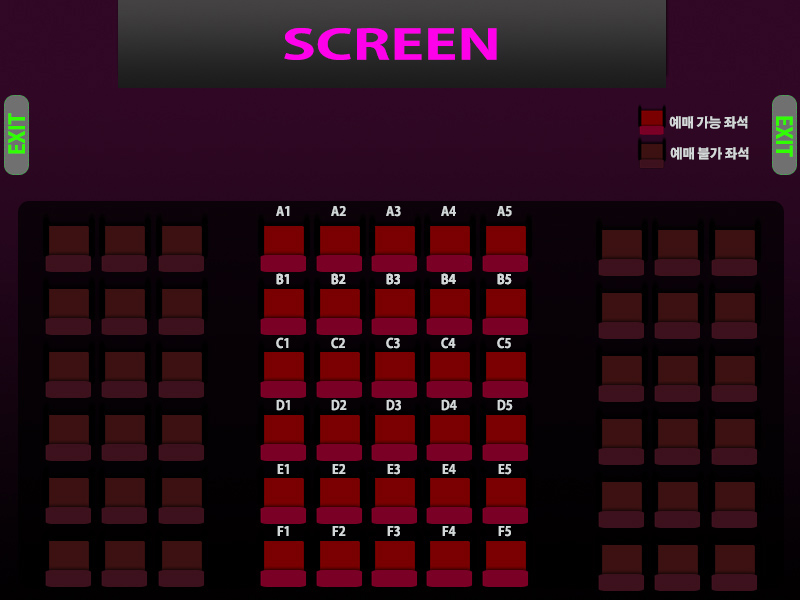 SCREEN
EXIT
EXIT
예매 가능 좌석
예매 불가 좌석
A1 A2 A3 A4 A5
B1 B2 B3 B4 B5
C1 C2 C3 C4 C5
D1 D2 D3 D4 D5
E1 E2 E3 E4 E5
F1 F2 F3 F4 F5